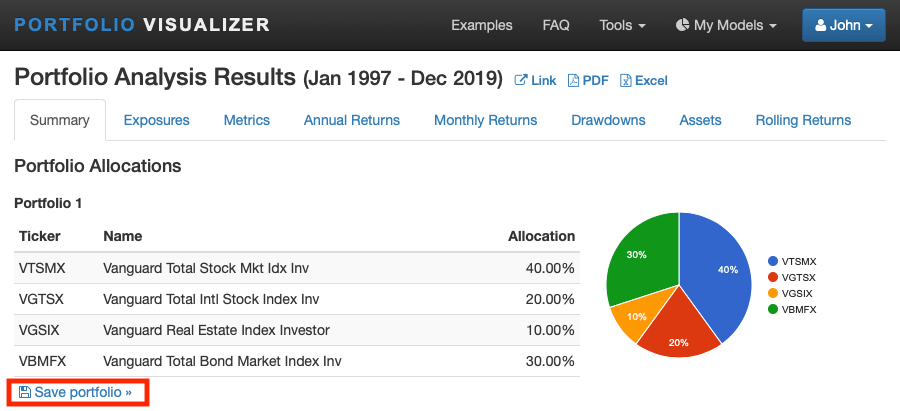 PORTFOLIO VISUALIZER Examples FAQ Tools My Models John
Portfolio Analysis Results (Jan 1997 - Dec 2019) Link PDF Excel
Summary Exposures Metrics Annual Returns Monthly Returns Drawdowns Assets Rolling Returns
Portfolio Allocations
Portfolio 1
Ticker Name Allocation
VTSMX Vanguard Total Stock Mkt Idx Inv 40.00%
VGTSX Vanguard Total Intl Stock Index Inv 20.00%
VGSIX Vanguard Real Estate Index Investor 10.00%
VBMFX Vanguard Total Bond Market Index Inv 30.00%
Save portfolio »
30%
40%
10%
20%
VTSMX
VGTSX
VGSIX
VBMFX